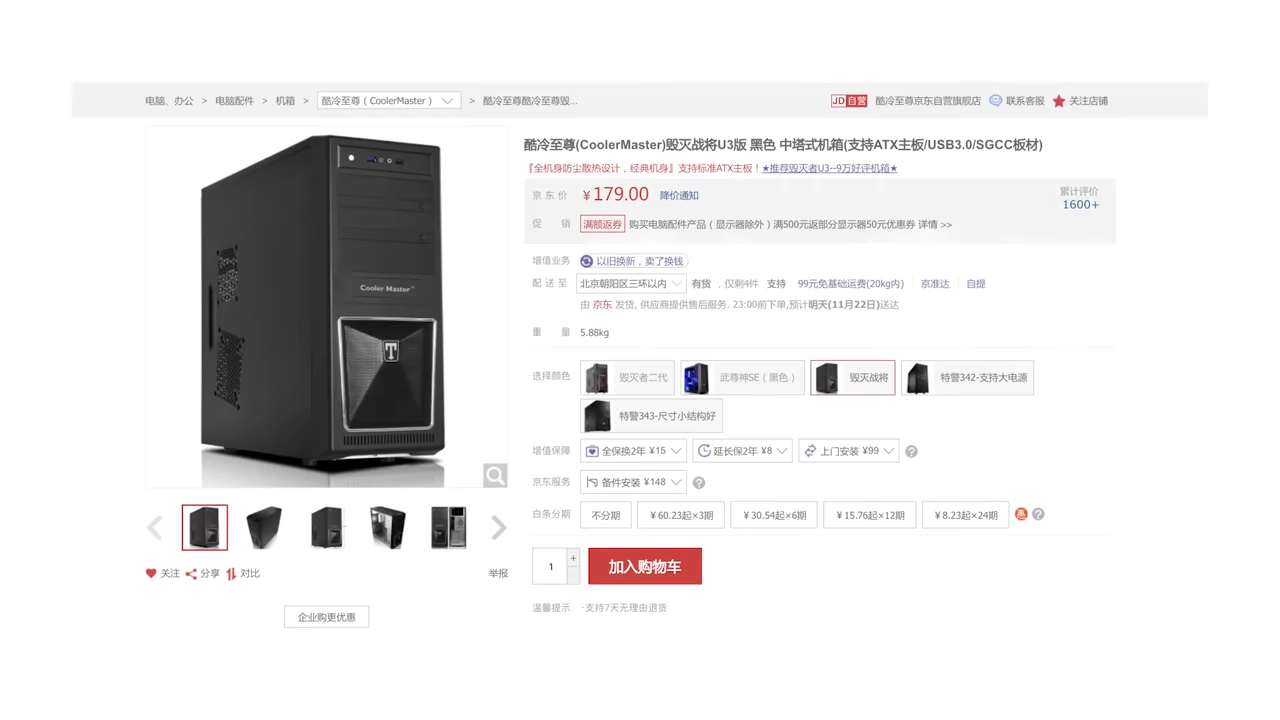 电脑、办公 > 电脑配件 > 机箱 > 酷冷至尊(CoolerMaster) > 酷冷至尊酷冷至尊毁...
JD自营 酷冷至尊京东自营旗舰店 联系客服 关注店铺
酷冷至尊(CoolerMaster)毁灭战将U3版 黑色 中塔式机箱(支持ATX主板/USB3.0/SGCC板材)
『全机身防尘散热设计，经典机身』支持标准ATX主板！★推荐毁灭者U3--9万好评机箱★
京东价 ￥179.00 降价通知
累计评价
1600+
促销 满额返券 购买电脑配件产品（显示器除外）满500元返部分显示器50元优惠券 详情 >>
增值业务 以旧换新，卖了换钱
配送至 北京朝阳区三环以内 有货 ，仅剩4件 支持 99元免基础运费(20kg内) 京准达 自提
由 京东 发货, 供应商提供售后服务. 23:00前下单,预计明天(11月22日)送达
重量 5.88kg
选择颜色 毁灭者二代 武尊神SE（黑色） 毁灭战将 特警342-支持大电源
特警343-尺寸小结构好
增值保障 全保换2年 ￥15 延长保2年 ￥8 上门安装 ￥99 ?
京东服务 备件安装 ￥148 ?
白条分期 不分期 ￥60.23起×3期 ￥30.54起×6期 ￥15.76起×12期 ￥8.23起×24期 惠 ?
1 + - 加入购物车
温馨提示 ·支持7天无理由退货
Cooler Master
T
关注 分享 对比 举报
企业购更优惠